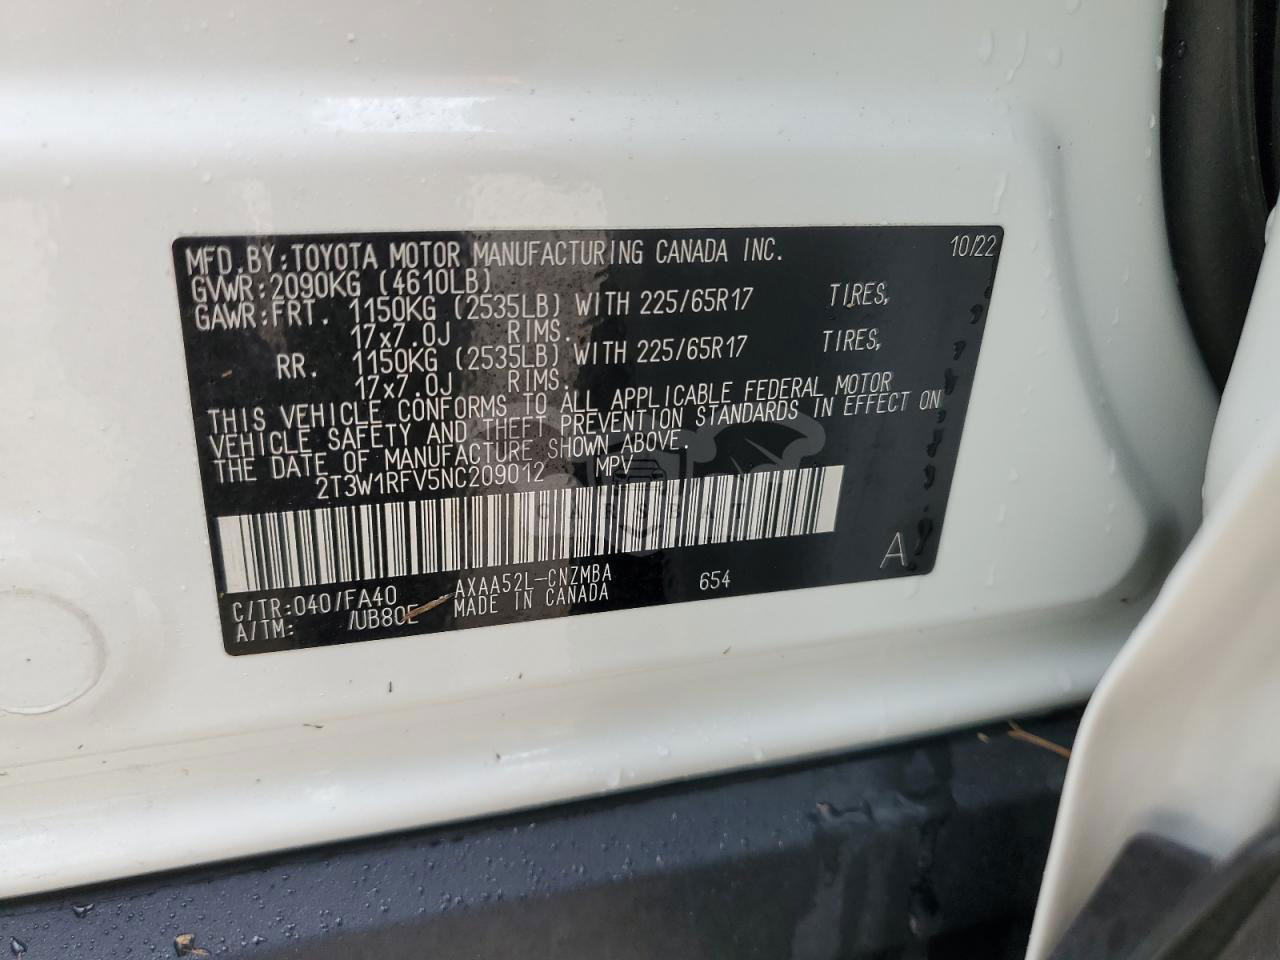 MFD.BY:TOYOTA MOTOR MANUFACTURING CANADA INC. 10/22
GVWR:2090KG (4610LB)
GAWR:FRT. 1150KG (2535LB) WITH 225/65R17 TIRES,
17x7.0J RIMS.
RR. 1150KG (2535LB) WITH 225/65R17 TIRES,
17x7.0J RIMS.
THIS VEHICLE CONFORMS TO ALL APPLICABLE FEDERAL MOTOR
VEHICLE SAFETY AND THEFT PREVENTION STANDARDS IN EFFECT ON
THE DATE OF MANUFACTURE SHOWN ABOVE.
2T3W1RFV5NC209012 MPV
CARSBAT
A
C/TR:040/FA40 AXAA52L-CNZMBA 654
A/TM: /UB80E MADE IN CANADA